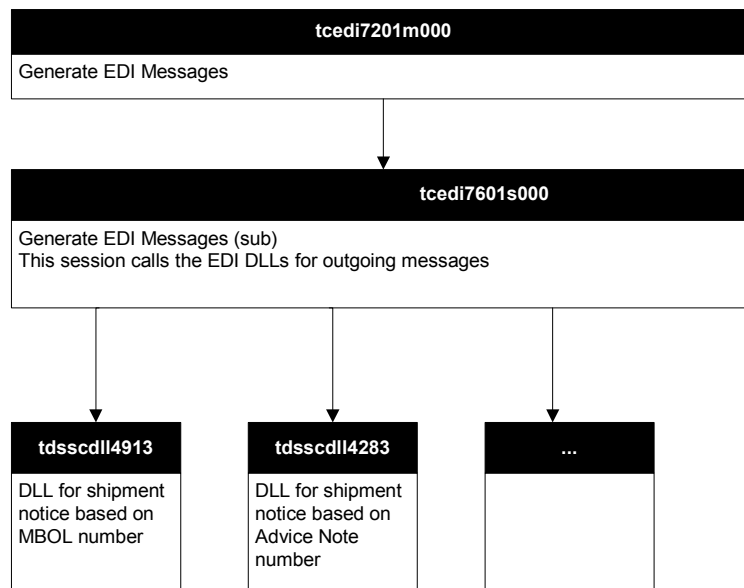 tcedi7201m000
Generate EDI Messages
tcedi7601s000
Generate EDI Messages (sub)
This session calls the EDI DLLs for outgoing messages
tdsscdll4913
DLL for shipment
notice based on
MBOL number
tdsscdll4283
DLL for shipment
notice based on
Advice Note
number
...